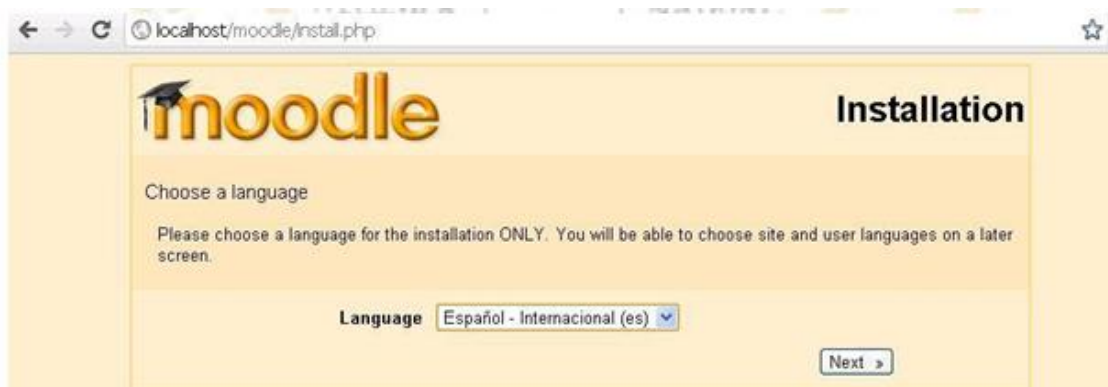 localhost/moodle/install.php
moodle
Installation
Choose a language
Please choose a language for the installation ONLY. You will be able to choose site and user languages on a later
screen.
Language Español - Internacional (es)
Next »